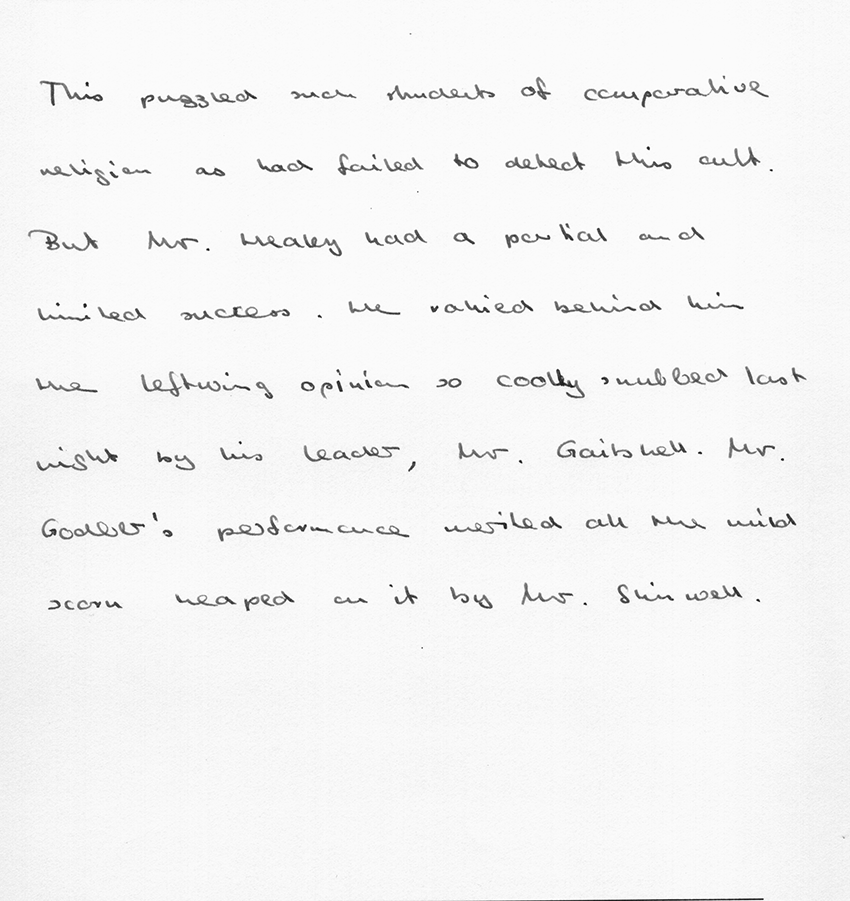 This puzzled such students of comparative
religion as had failed to detect this cult.
But Mr. Healey had a partial and
limited success. He rallied behind him
the leftwing opinion so coolly snubbed last
night by his leader, Mr. Gaitskell. Mr.
Godber's performance merited all the mild
scorn heaped on it by Mr. Shinwell.